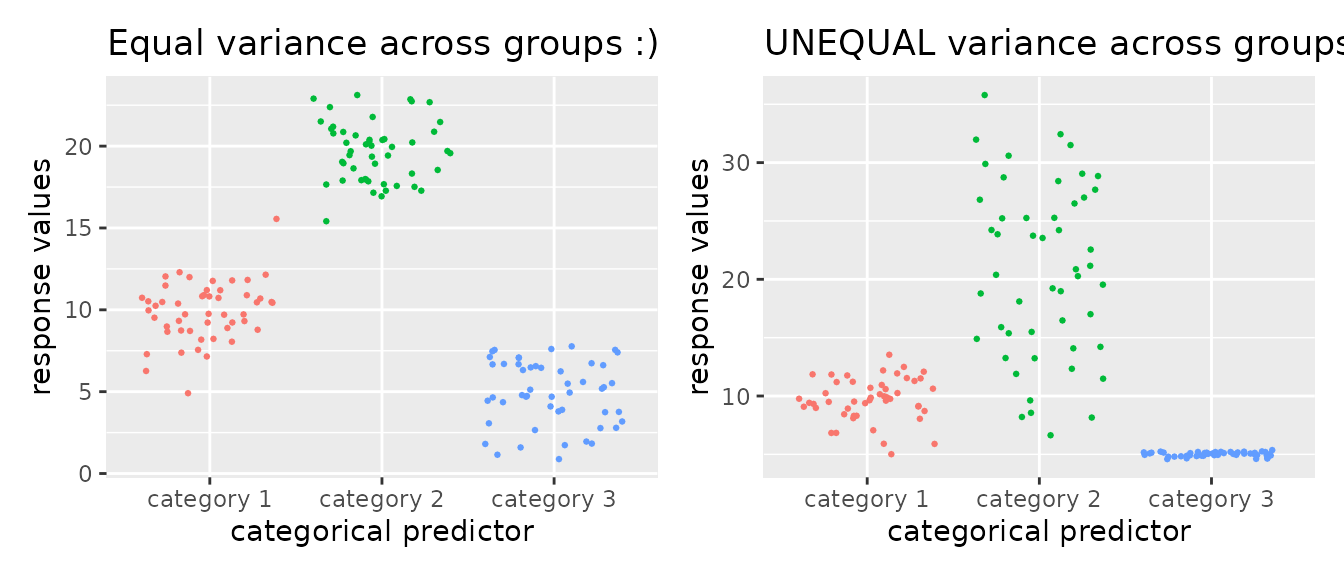 Equal variance across groups :)
response values
20
15
10
5
0
category 1 category 2 category 3
categorical predictor
UNEQUAL variance across groups
response values
30
20
10
category 1 category 2 category 3
categorical predictor